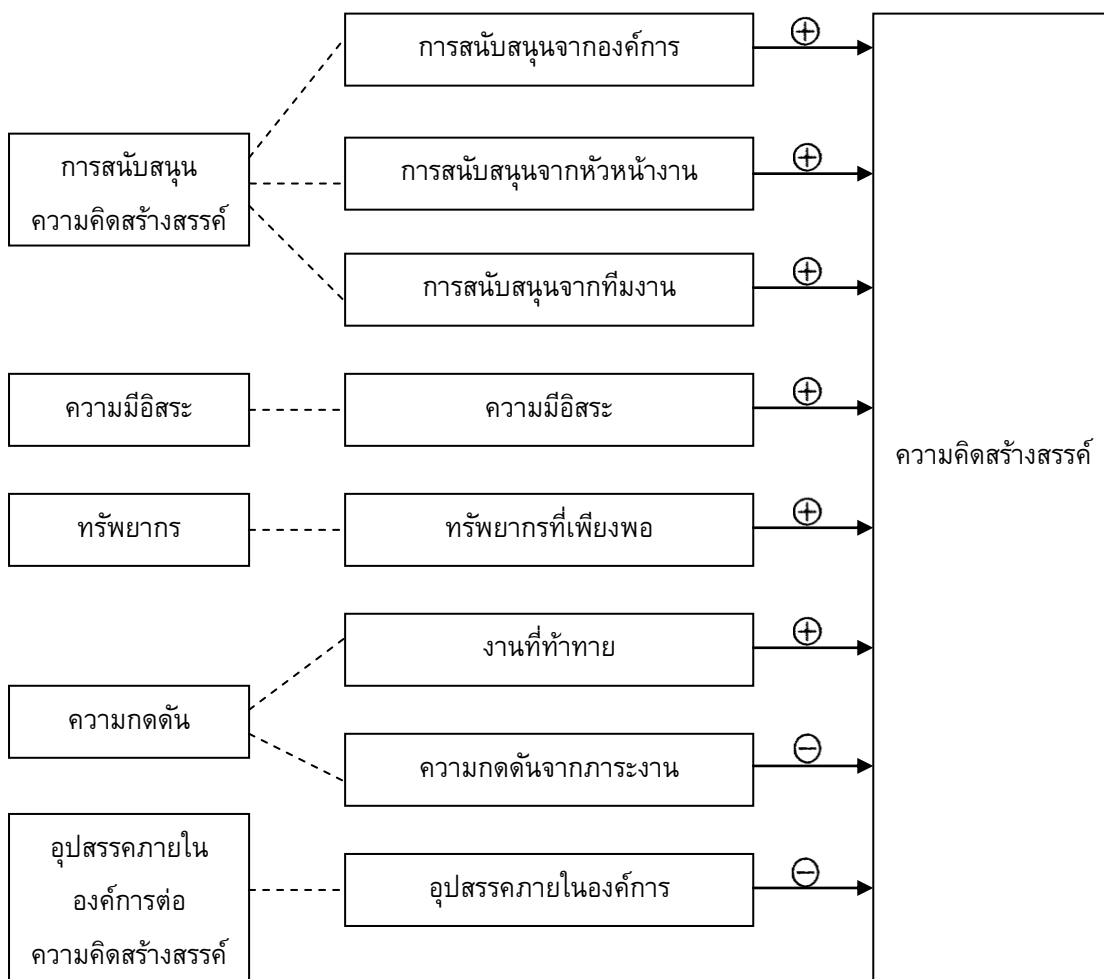 การสนับสนุนจากองค์การ
+
การสนับสนุน
ความคิดสร้างสรรค์
การสนับสนุนจากหัวหน้างาน
+
การสนับสนุนจากทีมงาน
+
ความมีอิสระ
ความมีอิสระ
+
ความคิดสร้างสรรค์
ทรัพยากร
ทรัพยากรที่เพียงพอ
+
งานที่ท้าทาย
+
ความกดดัน
ความกดดันจากภาระงาน
−
อุปสรรคภายใน
องค์การต่อ
ความคิดสร้างสรรค์
อุปสรรคภายในองค์การ
−